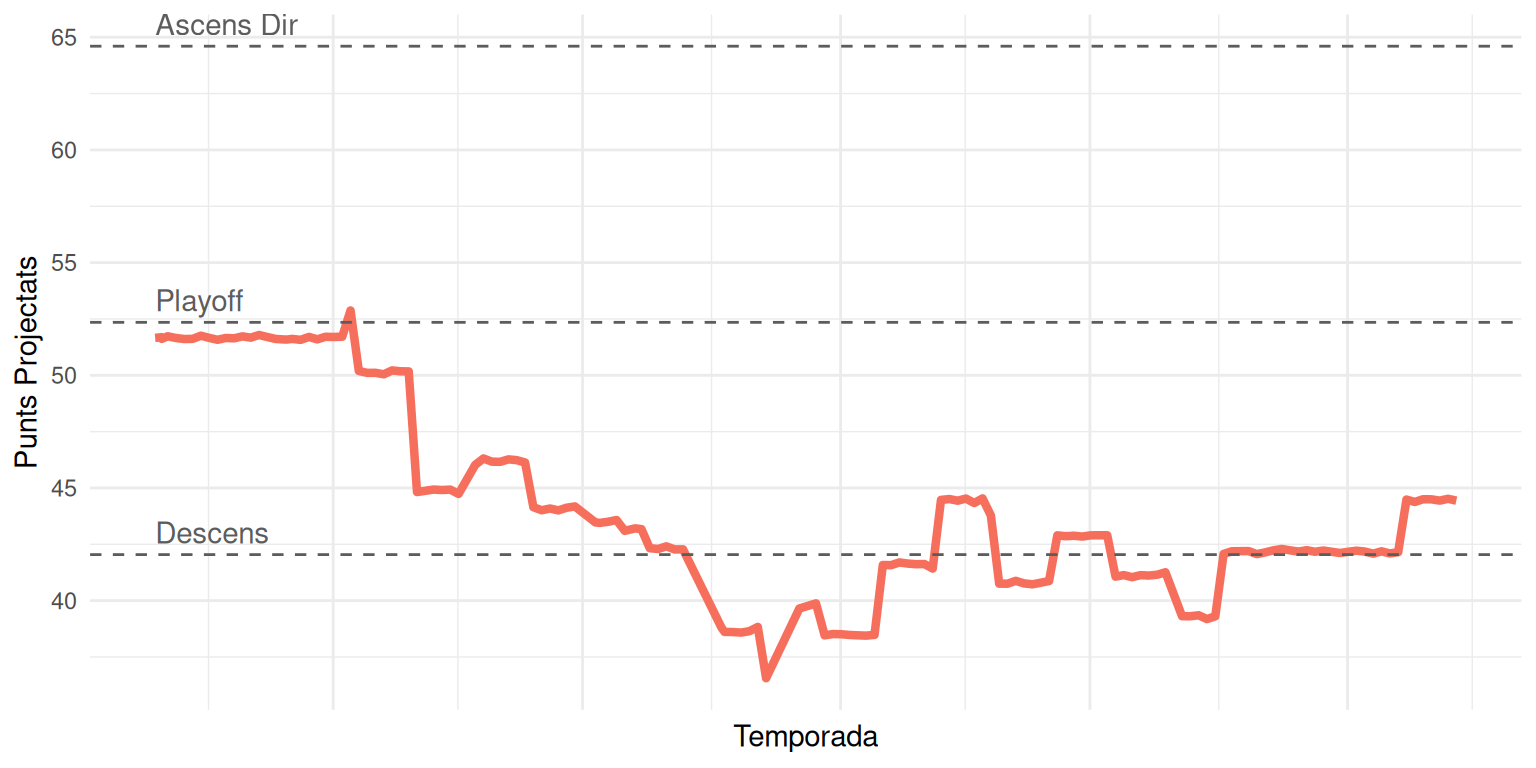 Ascens Dir
65
60
55
Playoff
50
45
Descens
40
Punts Projectats
Temporada